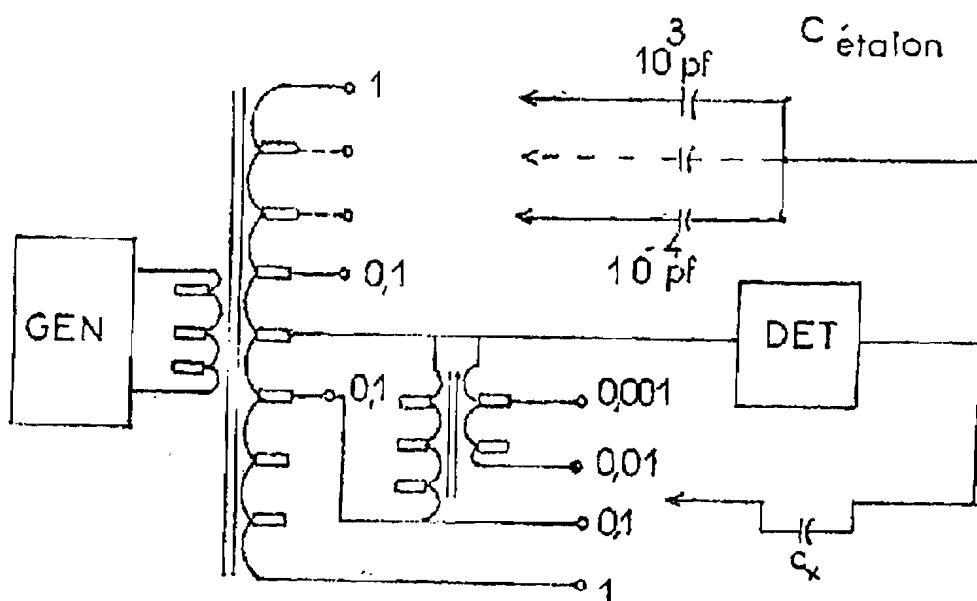 C étalon
10³ pf
1
0,1
10⁻⁴ pf
GEN
DET
0,1
0,001
0,01
0,1
Cx
1